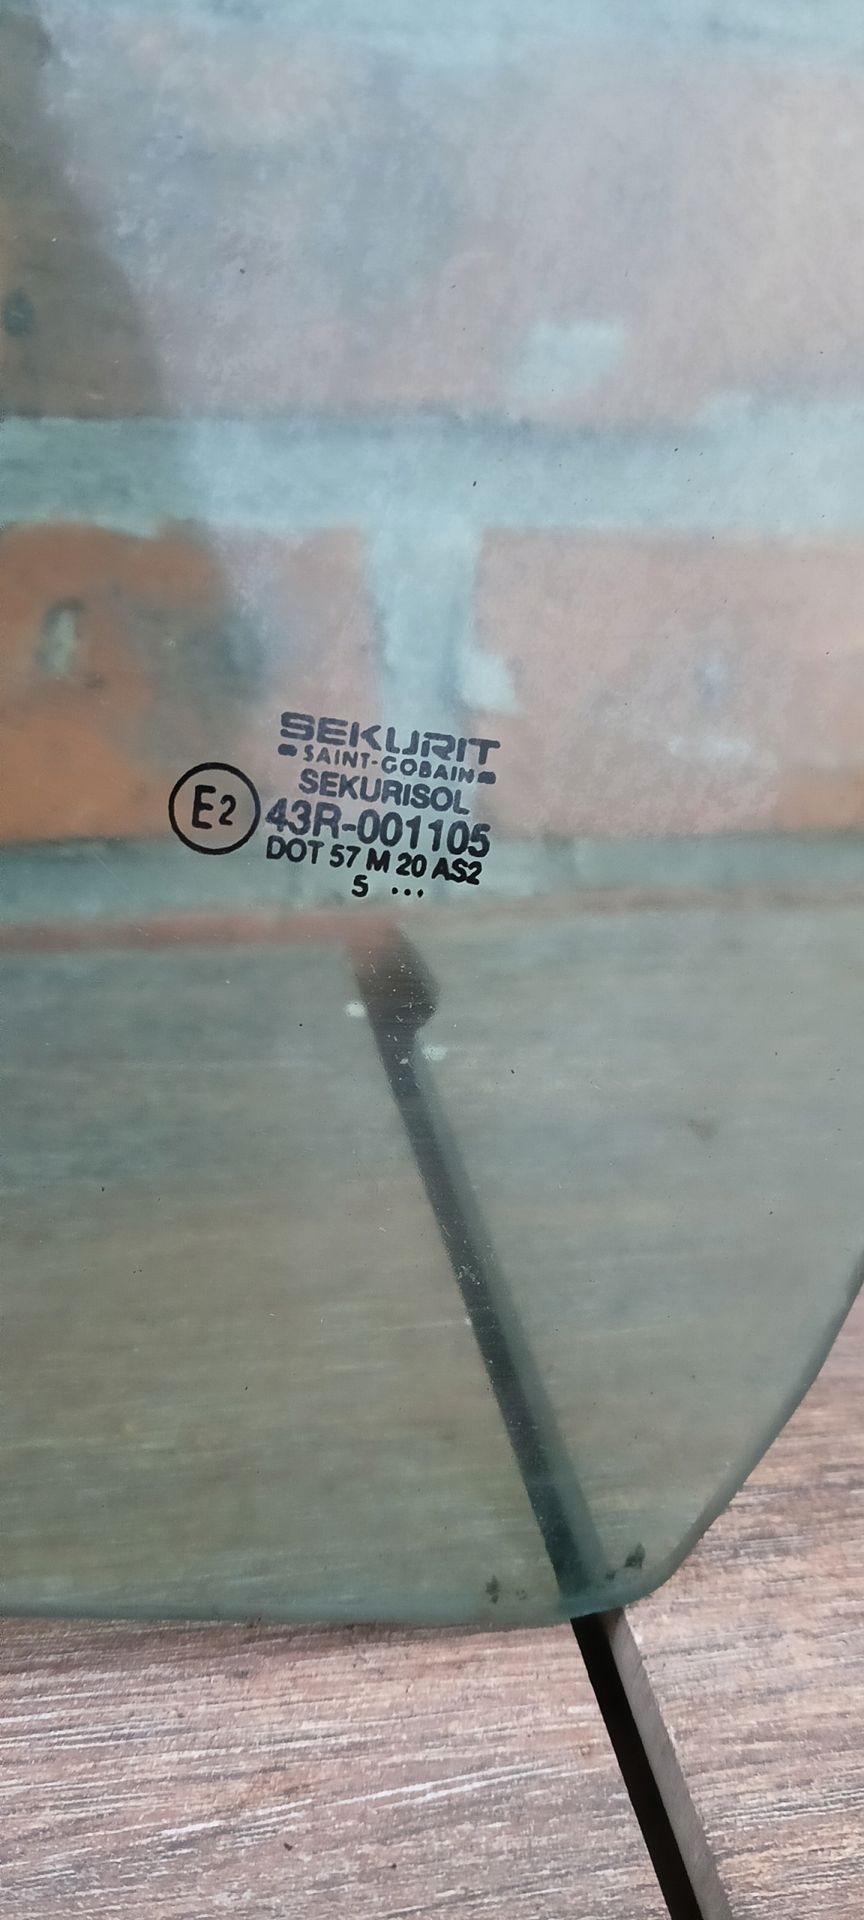 SEKURIT
SAINT-GOBAIN
SEKURISOL
E2 43R-001105
DOT 57 M 20 AS2
5 ...